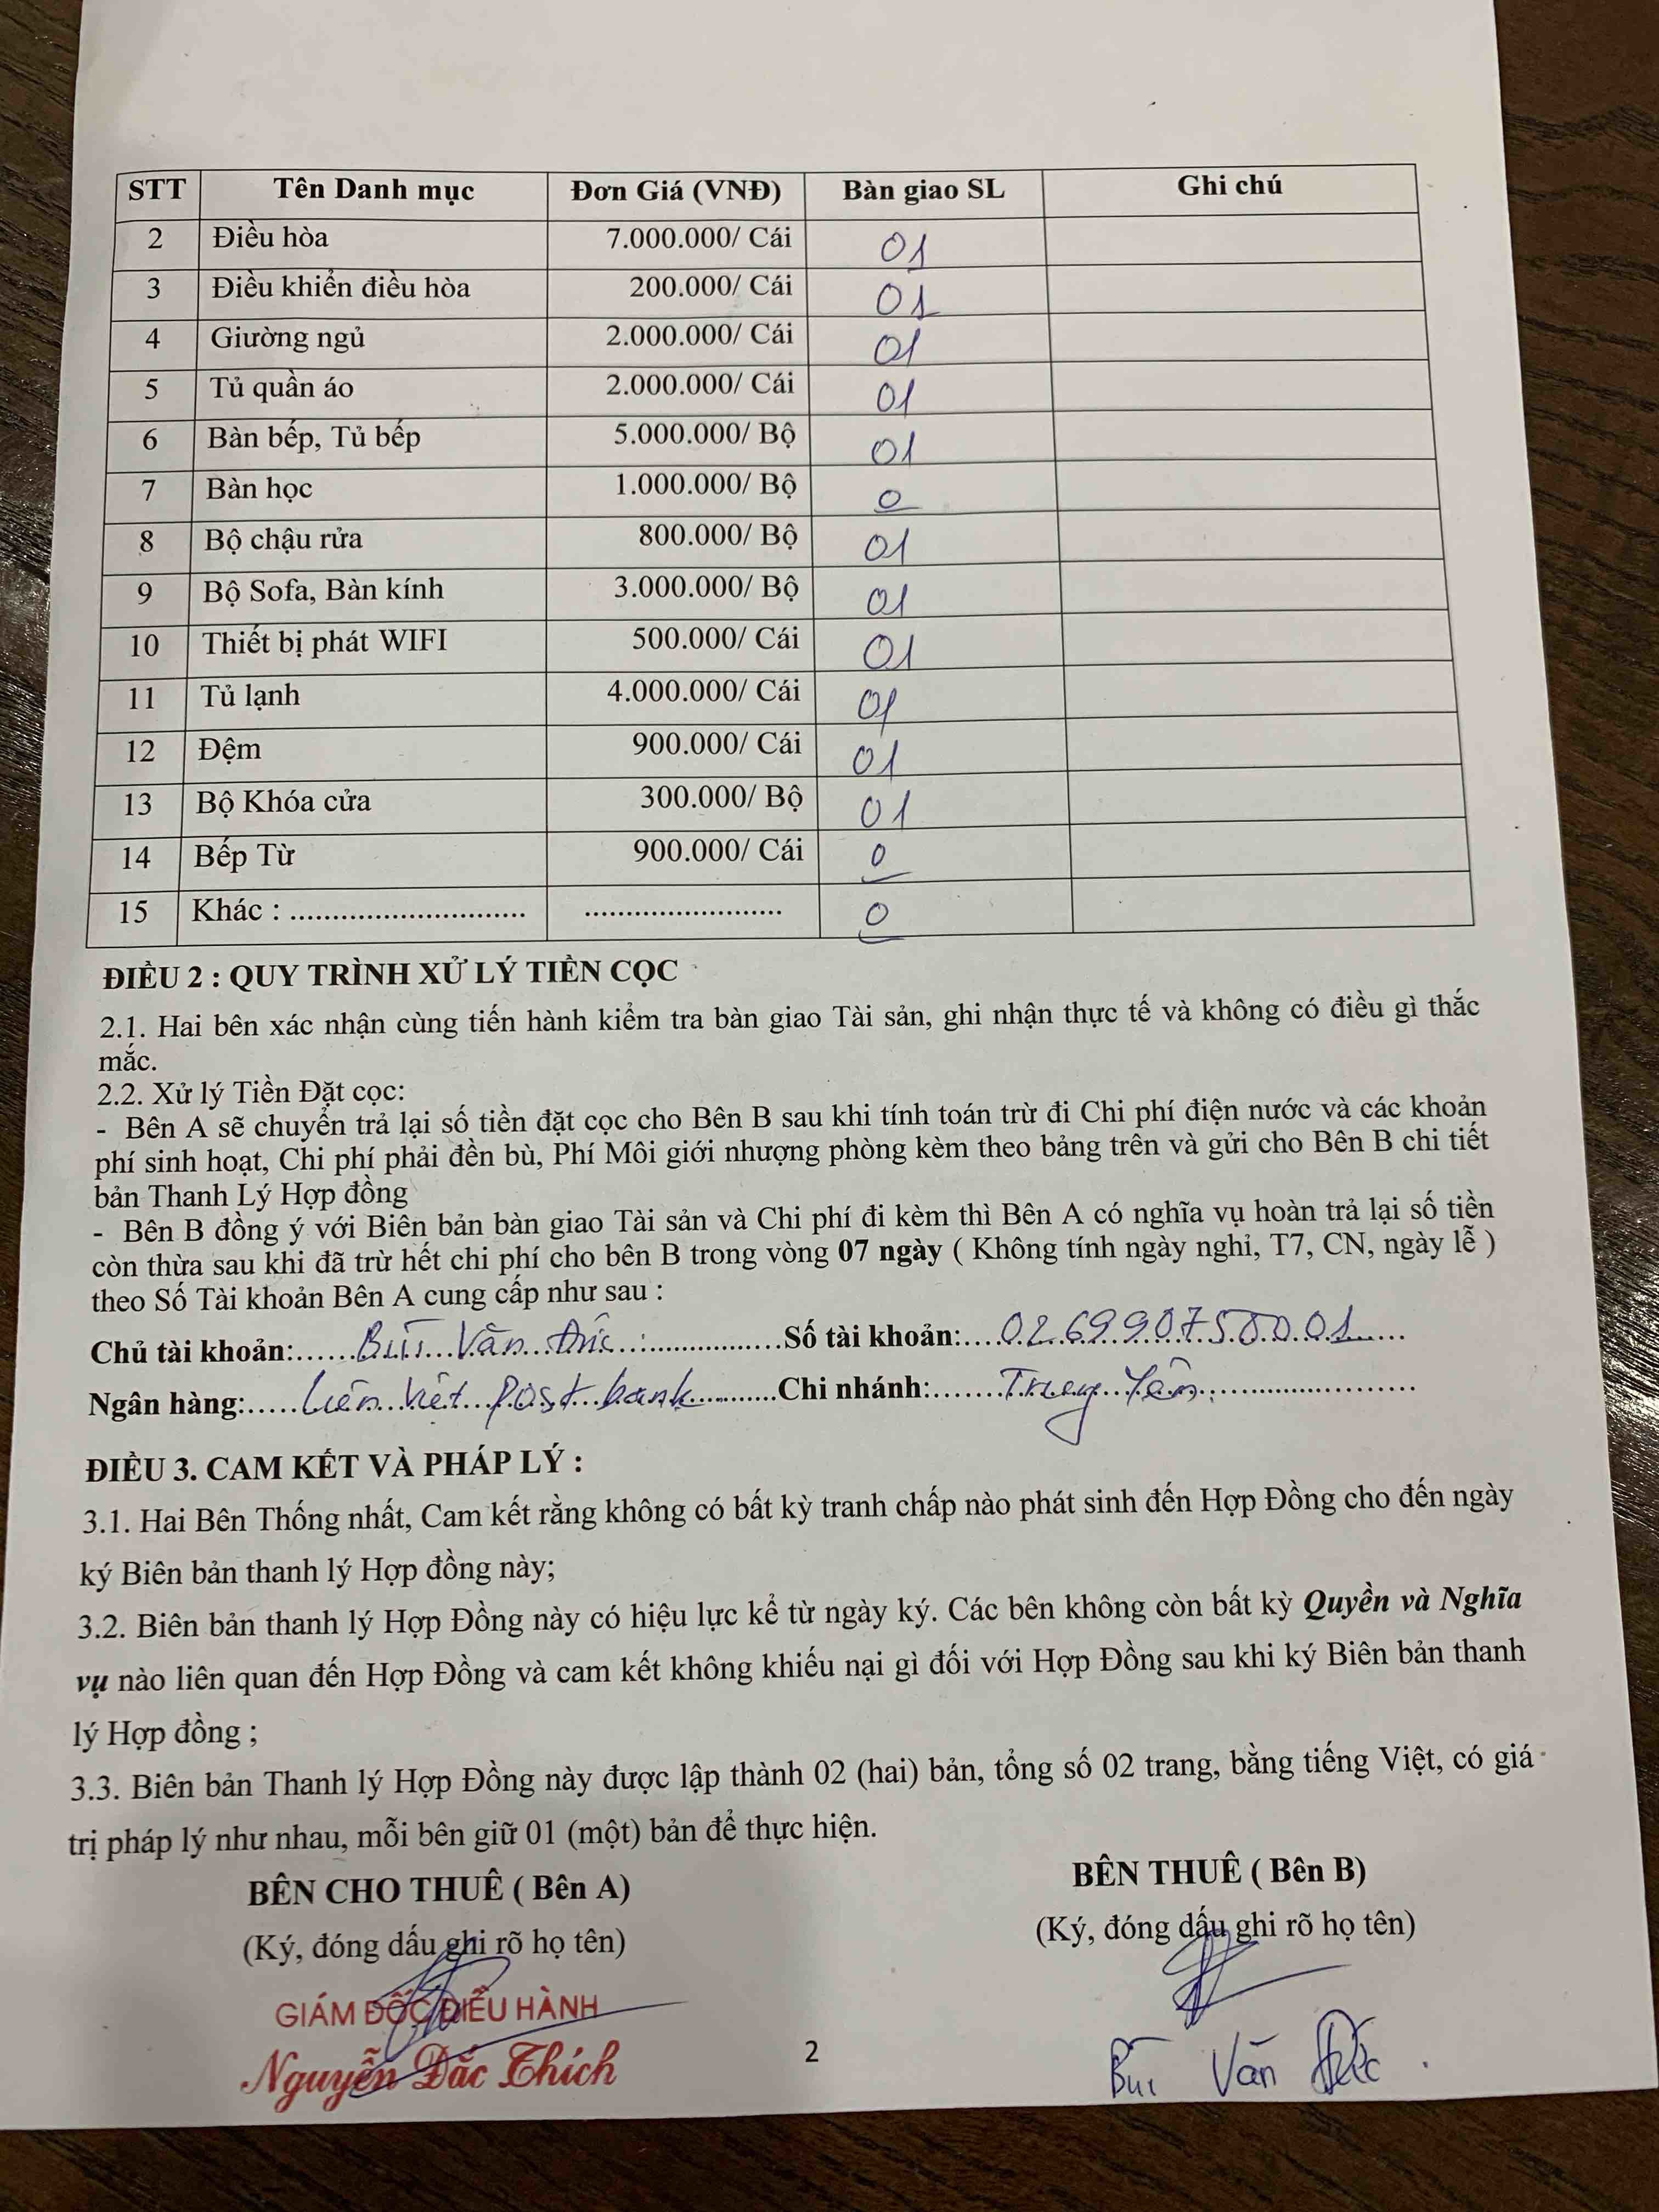 STT Tên Danh mục Đơn Giá (VNĐ) Bàn giao SL Ghi chú
2 Điều hòa 7.000.000/ Cái 01
3 Điều khiển điều hòa 200.000/ Cái 01
4 Giường ngủ 2.000.000/ Cái 01
5 Tủ quần áo 2.000.000/ Cái 01
6 Bàn bếp, Tủ bếp 5.000.000/ Bộ 01
7 Bàn học 1.000.000/ Bộ 0
8 Bộ chậu rửa 800.000/ Bộ 01
9 Bộ Sofa, Bàn kính 3.000.000/ Bộ 01
10 Thiết bị phát WIFI 500.000/ Cái 01
11 Tủ lạnh 4.000.000/ Cái 01
12 Đệm 900.000/ Cái 01
13 Bộ Khóa cửa 300.000/ Bộ 01
14 Bếp Từ 900.000/ Cái 0
15 Khác : ............................ ....................... 0
ĐIỀU 2 : QUY TRÌNH XỬ LÝ TIỀN CỌC
2.1. Hai bên xác nhận cùng tiến hành kiểm tra bàn giao Tài sản, ghi nhận thực tế và không có điều gì thắc
mắc.
2.2. Xử lý Tiền Đặt cọc:
- Bên A sẽ chuyển trả lại số tiền đặt cọc cho Bên B sau khi tính toán trừ đi Chi phí điện nước và các khoản
phí sinh hoạt, Chi phí phải đền bù, Phí Môi giới nhượng phòng kèm theo bảng trên và gửi cho Bên B chi tiết
bản Thanh Lý Hợp đồng
- Bên B đồng ý với Biên bản bàn giao Tài sản và Chi phí đi kèm thì Bên A có nghĩa vụ hoàn trả lại số tiền
còn thừa sau khi đã trừ hết chi phí cho bên B trong vòng 07 ngày ( Không tính ngày nghỉ, T7, CN, ngày lễ )
theo Số Tài khoản Bên A cung cấp như sau :
Chủ tài khoản:......Bùi Văn Đức...............Số tài khoản:....026990750001......
Ngân hàng:.....Liên Việt Post bank..........Chi nhánh:.......Trung Yên.......................
ĐIỀU 3. CAM KẾT VÀ PHÁP LÝ :
3.1. Hai Bên Thống nhất, Cam kết rằng không có bất kỳ tranh chấp nào phát sinh đến Hợp Đồng cho đến ngày
ký Biên bản thanh lý Hợp đồng này;
3.2. Biên bản thanh lý Hợp Đồng này có hiệu lực kể từ ngày ký. Các bên không còn bất kỳ Quyền và Nghĩa
vụ nào liên quan đến Hợp Đồng và cam kết không khiếu nại gì đối với Hợp Đồng sau khi ký Biên bản thanh
lý Hợp đồng ;
3.3. Biên bản Thanh lý Hợp Đồng này được lập thành 02 (hai) bản, tổng số 02 trang, bằng tiếng Việt, có giá
trị pháp lý như nhau, mỗi bên giữ 01 (một) bản để thực hiện.
BÊN CHO THUÊ ( Bên A) BÊN THUÊ ( Bên B)
(Ký, đóng dấu ghi rõ họ tên) (Ký, đóng dấu ghi rõ họ tên)
GIÁM ĐỐC ĐIỀU HÀNH
Nguyễn Đắc Thích
Bùi Văn Đức .
2